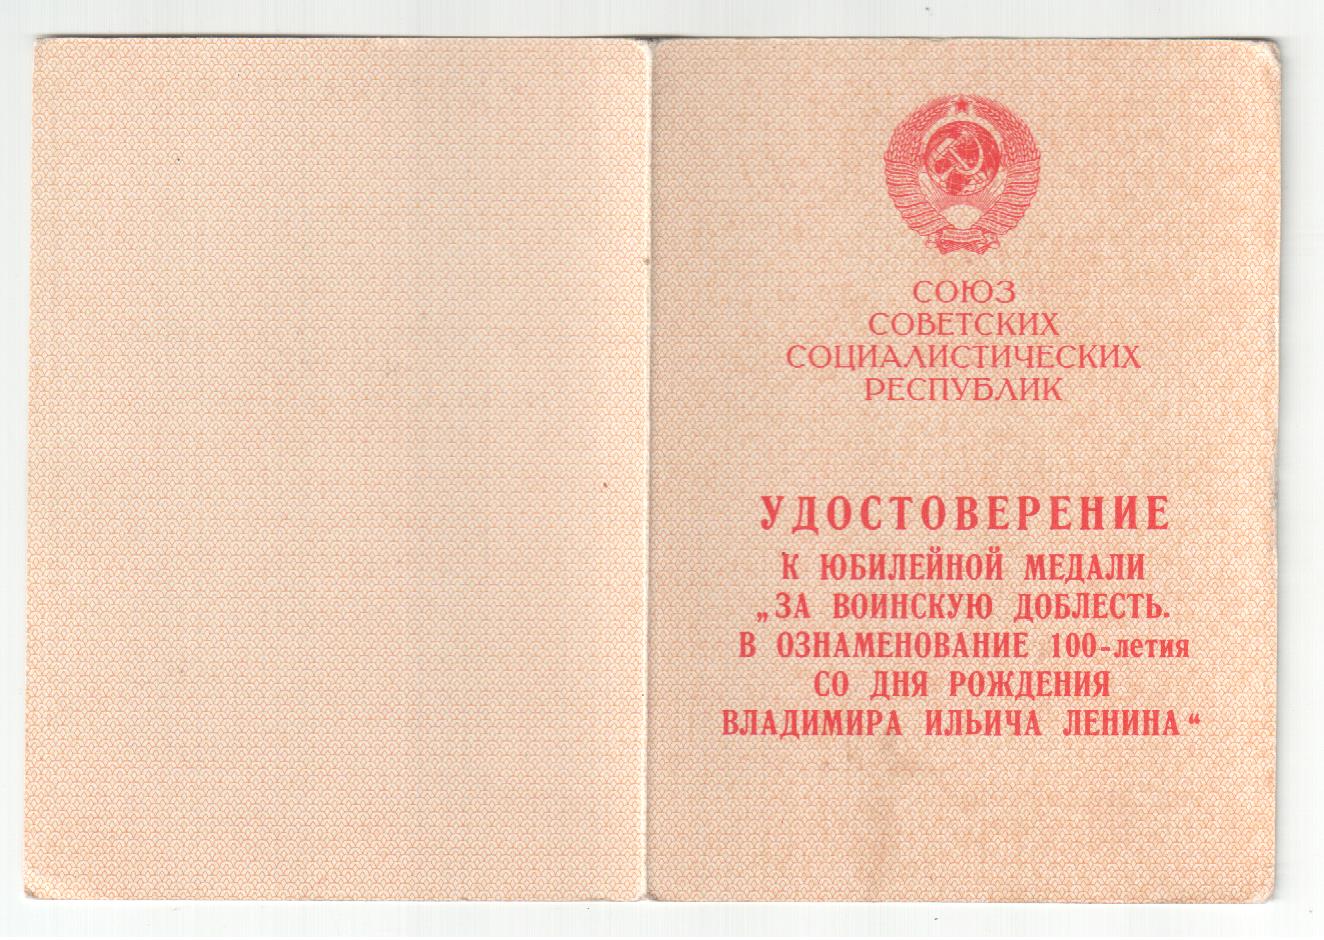 СОЮЗ
СОВЕТСКИХ
СОЦИАЛИСТИЧЕСКИХ
РЕСПУБЛИК
УДОСТОВЕРЕНИЕ
К ЮБИЛЕЙНОЙ МЕДАЛИ
„ЗА ВОИНСКУЮ ДОБЛЕСТЬ.
В ОЗНАМЕНОВАНИЕ 100-летия
СО ДНЯ РОЖДЕНИЯ
ВЛАДИМИРА ИЛЬИЧА ЛЕНИНА“